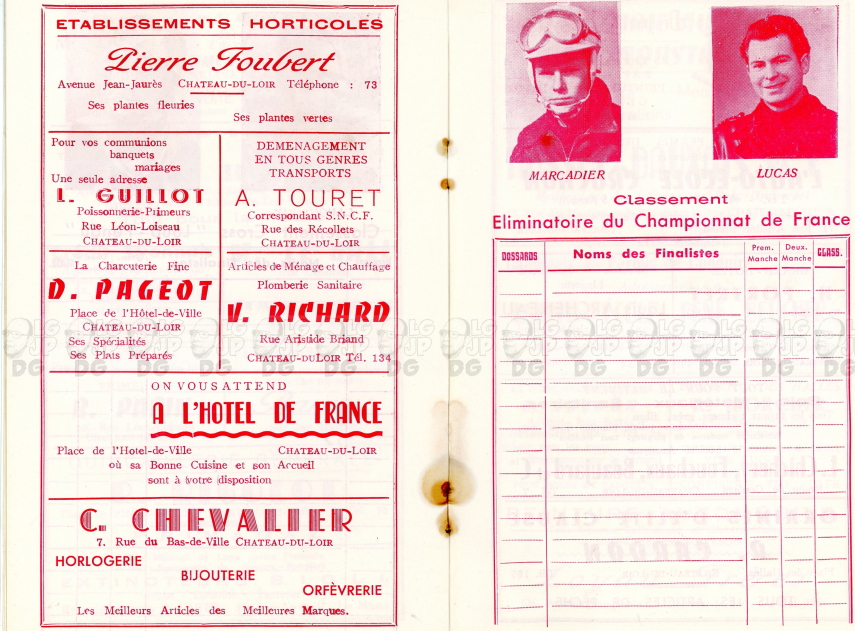 ETABLISSEMENTS HORTICOLES
Pierre Foubert
Avenue Jean-Jaurès CHATEAU-DU-LOIR Téléphone : 73
Ses plantes fleuries
Ses plantes vertes
Pour vos communions
banquets
mariages
Une seule adresse
L. GUILLOT
Poissonnerie-Primeurs
Rue Léon-Loiseau
CHATEAU-DU-LOIR
DEMENAGEMENT
EN TOUS GENRES
TRANSPORTS
A. TOURET
Correspondant S.N.C.F.
Rue des Récollets
CHATEAU-DU-LOIR
La Charcuterie Fine
D. PAGEOT
Place de l'Hôtel-de-Ville
CHATEAU-DU-LOIR
Ses Spécialités
Ses Plats Préparés
Articles de Ménage et Chauffage
Plomberie Sanitaire
V. RICHARD
Rue Aristide Briand
CHATEAU-DU-LOIR Tél. 134
ON VOUS ATTEND
A L'HOTEL DE FRANCE
Place de l'Hotel-de-Ville CHATEAU-DU-LOIR
où sa Bonne Cuisine et son Accueil
sont à votre disposition
C. CHEVALIER
7. Rue du Bas-de-Ville CHATEAU-DU-LOIR
HORLOGERIE
BIJOUTERIE
ORFÈVRERIE
Les Meilleurs Articles des Meilleures Marques.
MARCADIER
LUCAS
Classement
Eliminatoire du Championnat de France
DOSSARDS
Noms des Finalistes
Prem. Manche
Deux. Manche
CLASS.